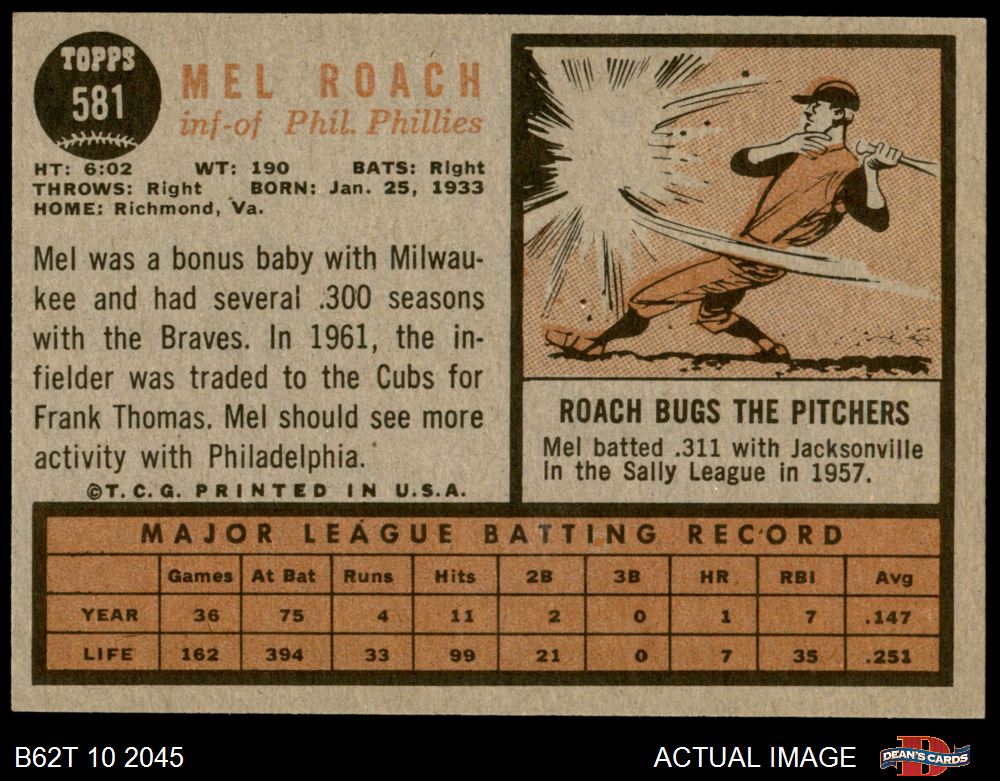 TOPPS
581
MEL ROACH
inf-of Phil. Phillies
HT: 6:02 WT: 190 BATS: Right
THROWS: Right BORN: Jan. 25, 1933
HOME: Richmond, Va.
Mel was a bonus baby with Milwau-
kee and had several .300 seasons
with the Braves. In 1961, the in-
fielder was traded to the Cubs for
Frank Thomas. Mel should see more
activity with Philadelphia.
©T.C.G. PRINTED IN U.S.A.
ROACH BUGS THE PITCHERS
Mel batted .311 with Jacksonville
in the Sally League in 1957.
MAJOR LEAGUE BATTING RECORD
Games At Bat Runs Hits 2B 3B HR RBI Avg
YEAR 36 75 4 11 2 0 1 7 .147
LIFE 162 394 33 99 21 0 7 35 .251
B62T 10 2045
ACTUAL IMAGE
D
DEAN'S CARDS